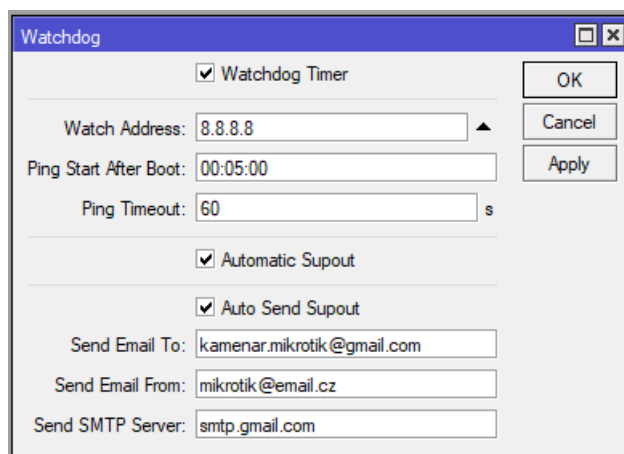 Watchdog
Watchdog Timer
OK
Watch Address: 8.8.8.8
Cancel
Ping Start After Boot: 00:05:00
Apply
Ping Timeout: 60 s
Automatic Supout
Auto Send Supout
Send Email To: kamenar.mikrotik@gmail.com
Send Email From: mikrotik@email.cz
Send SMTP Server: smtp.gmail.com